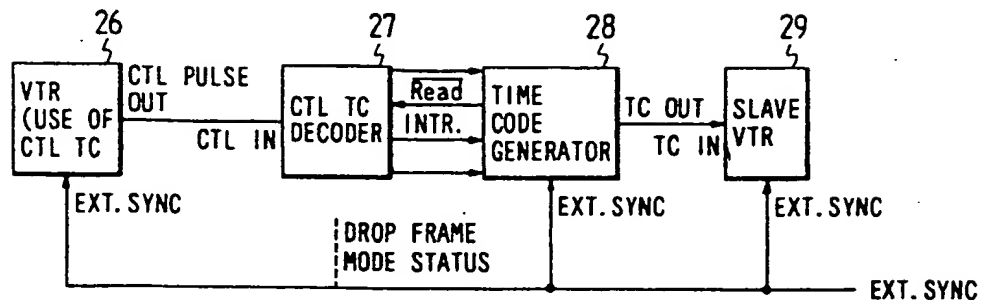 26
27
28
29
VTR
(USE OF
CTL TC
CTL PULSE
OUT
CTL IN
CTL TC
DECODER
Read
INTR.
TIME
CODE
GENERATOR
TC OUT
TC IN
SLAVE
VTR
EXT.SYNC
EXT.SYNC
EXT.SYNC
DROP FRAME
MODE STATUS
EXT.SYNC